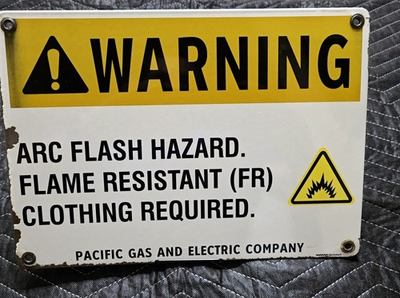 WARNING
ARC FLASH HAZARD.
FLAME RESISTANT (FR)
CLOTHING REQUIRED.
PACIFIC GAS AND ELECTRIC COMPANY